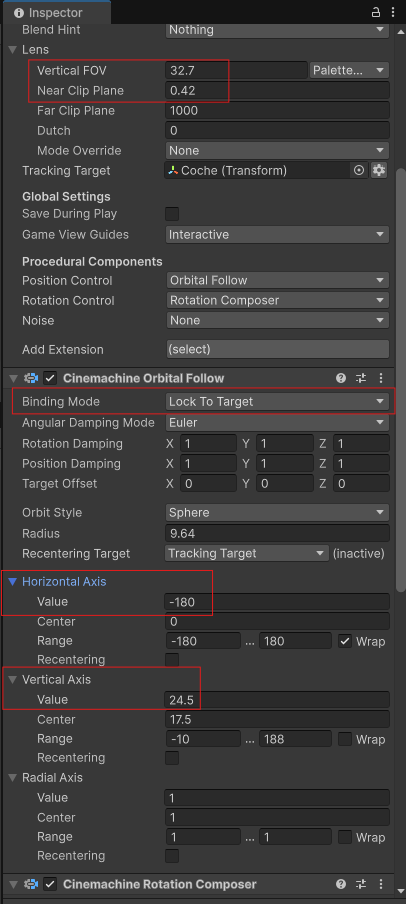 Inspector
Blend Hint Nothing
Lens
Vertical FOV 32.7 Palette...
Near Clip Plane 0.42
Far Clip Plane 1000
Dutch 0
Mode Override None
Tracking Target Coche (Transform)
Global Settings
Save During Play
Game View Guides Interactive
Procedural Components
Position Control Orbital Follow
Rotation Control Rotation Composer
Noise None
Add Extension (select)
Cinemachine Orbital Follow
Binding Mode Lock To Target
Angular Damping Mode Euler
Rotation Damping X 1 Y 1 Z 1
Position Damping X 1 Y 1 Z 1
Target Offset X 0 Y 0 Z 0
Orbit Style Sphere
Radius 9.64
Recentering Target Tracking Target (inactive)
Horizontal Axis
Value -180
Center 0
Range -180 ... 180 Wrap
Recentering
Vertical Axis
Value 24.5
Center 17.5
Range -10 ... 188 Wrap
Recentering
Radial Axis
Value 1
Center 1
Range 1 ... 1 Wrap
Recentering
Cinemachine Rotation Composer